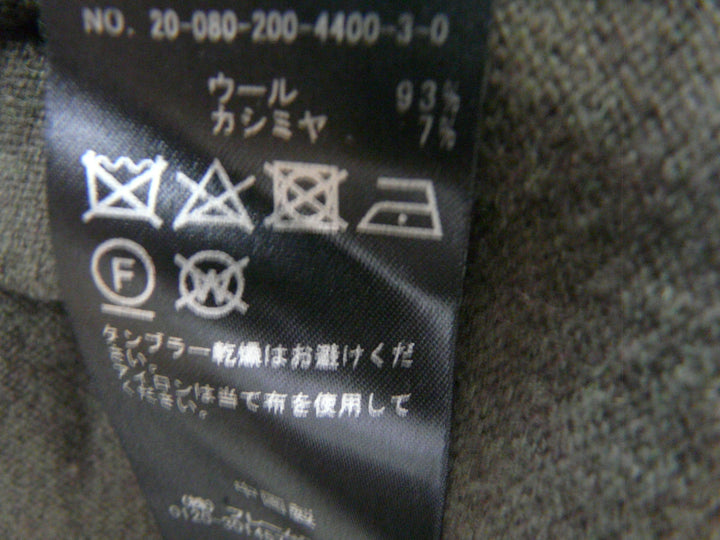 NO. 20-080-200-4400-3-0
ウール 93%
カシミヤ 7%
F W
タンブラー乾燥はお避けくだ
さい。
アイロンは当て布を使用して
ください。
中国製